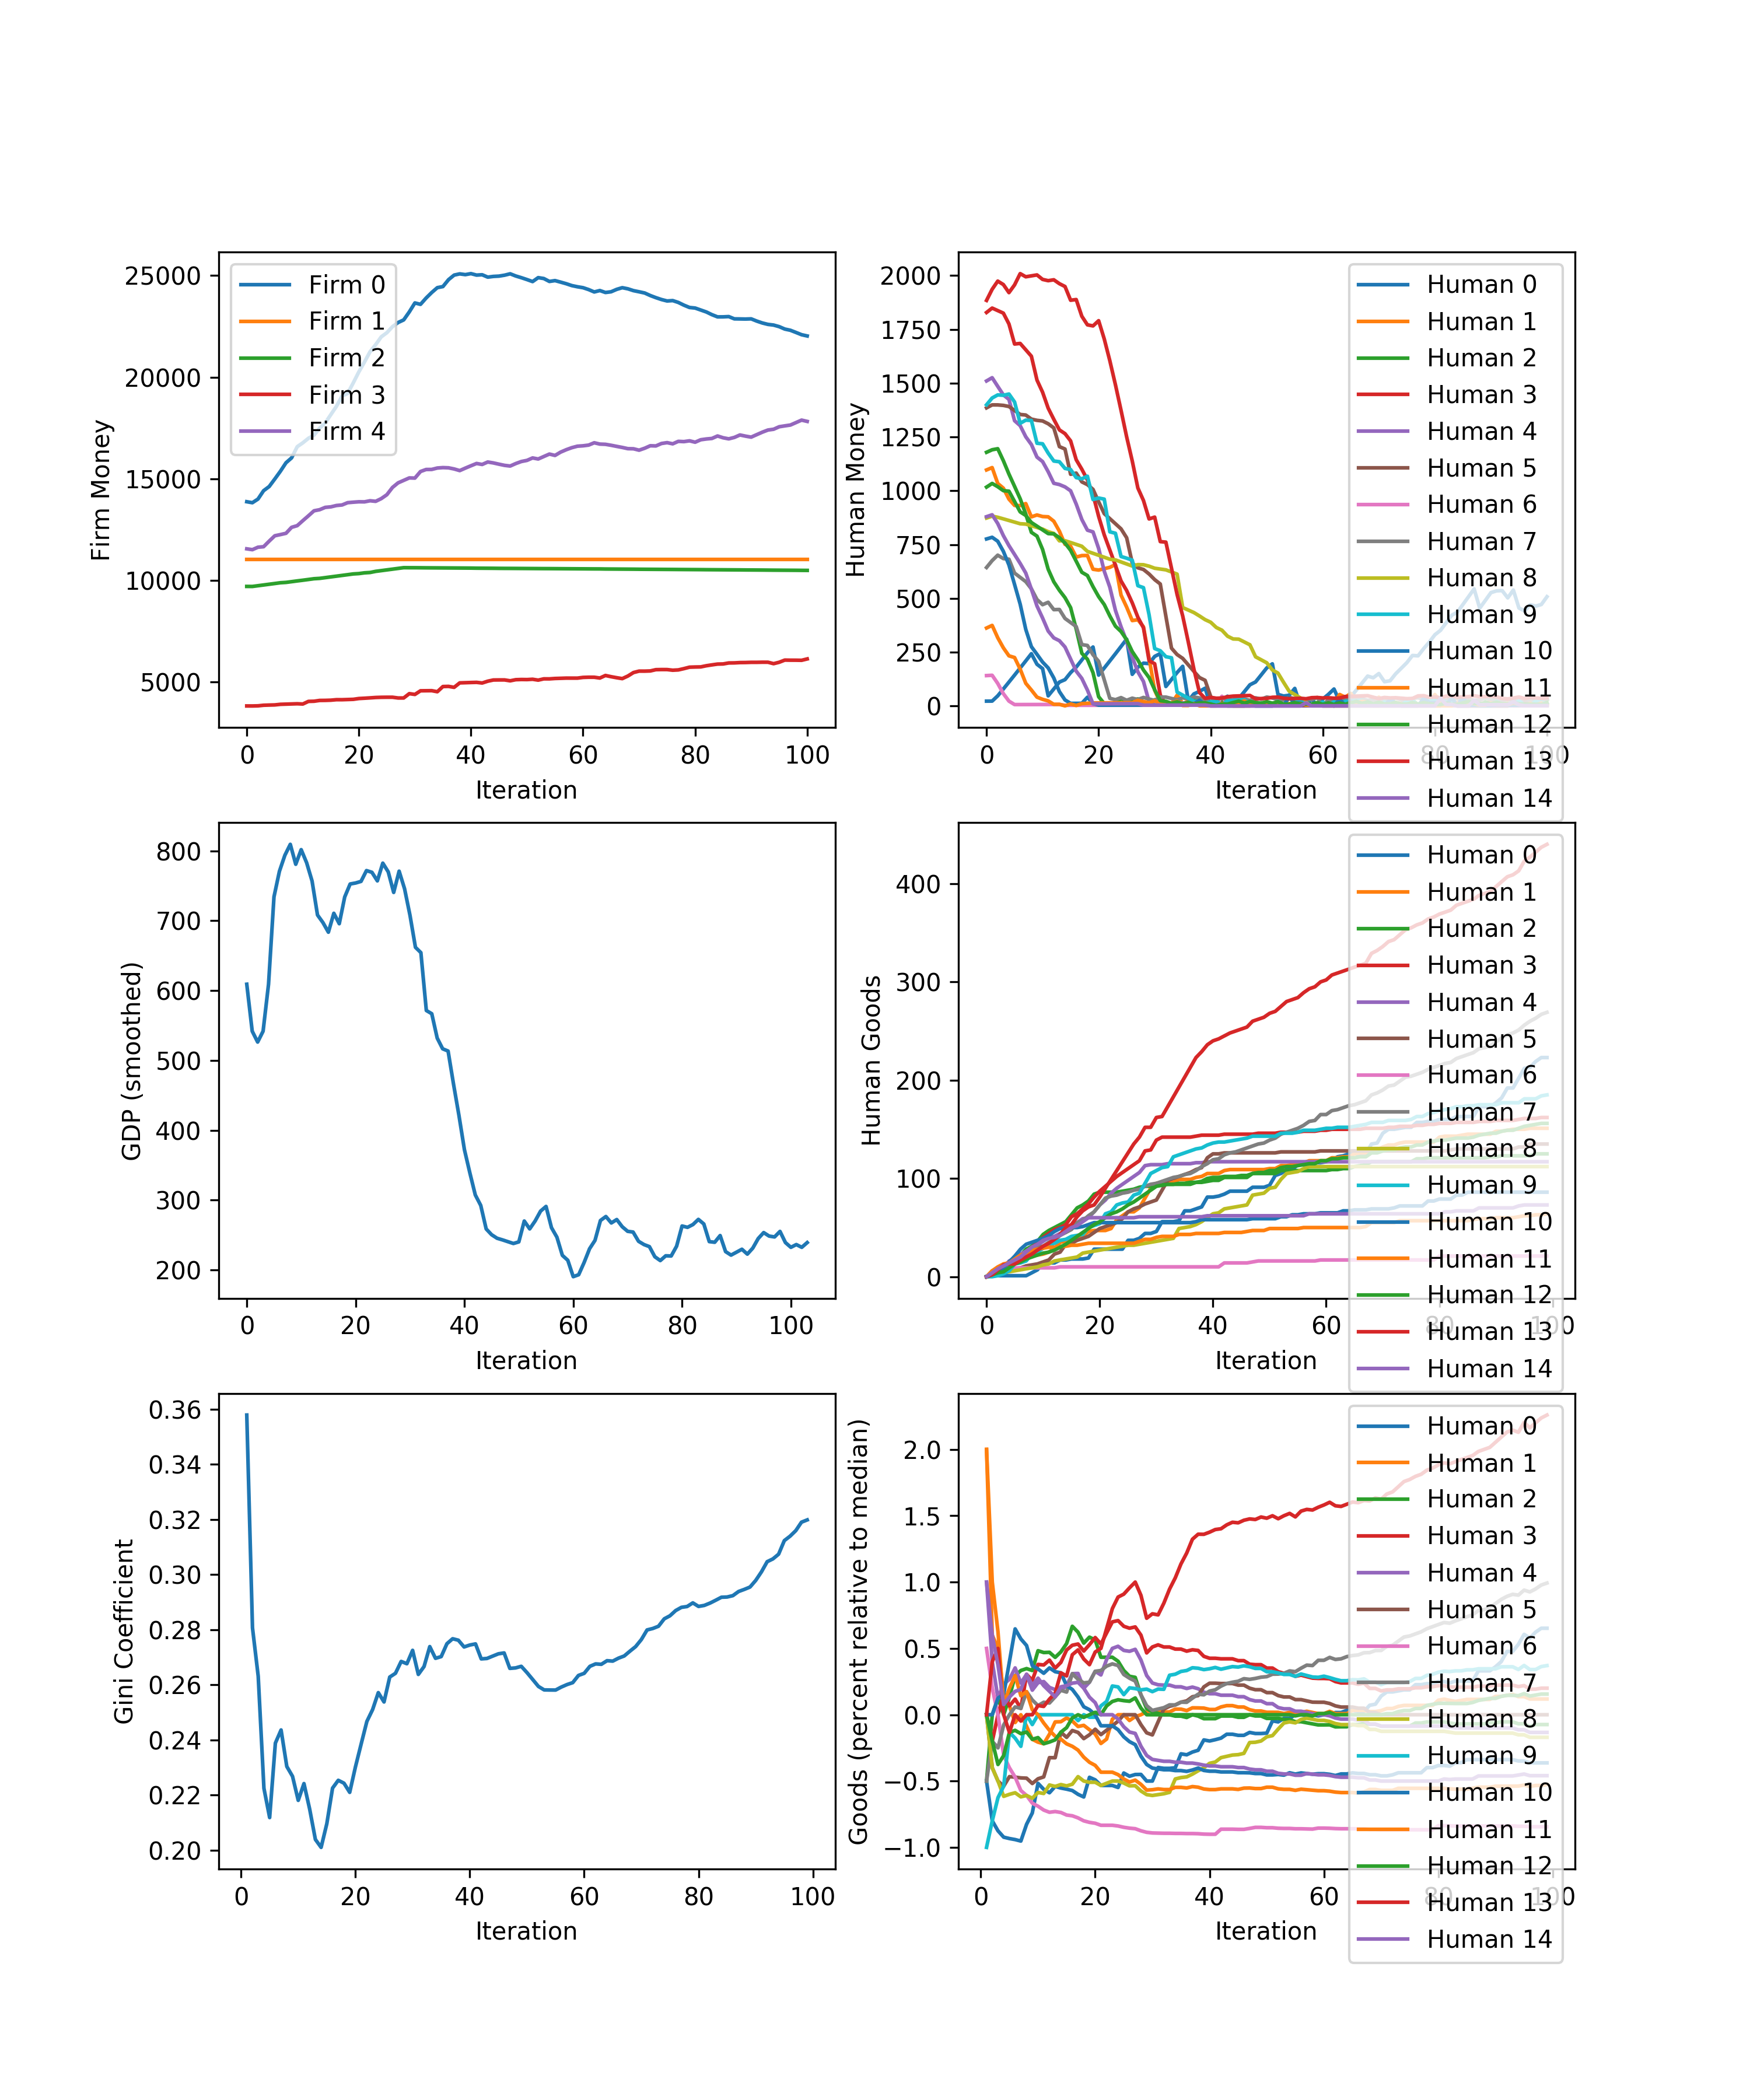 25000
20000
15000
10000
5000
Firm Money
Firm 0
Firm 1
Firm 2
Firm 3
Firm 4
0 20 40 60 80 100
Iteration
2000
1750
1500
1250
1000
750
500
250
0
Human Money
Human 0
Human 1
Human 2
Human 3
Human 4
Human 5
Human 6
Human 7
Human 8
Human 9
Human 10
Human 11
Human 12
Human 13
Human 14
0 20 40 60 80 100
Iteration
800
700
600
500
400
300
200
GDP (smoothed)
0 20 40 60 80 100
Iteration
400
300
200
100
0
Human Goods
Human 0
Human 1
Human 2
Human 3
Human 4
Human 5
Human 6
Human 7
Human 8
Human 9
Human 10
Human 11
Human 12
Human 13
Human 14
0 20 40 60 80 100
Iteration
0.36
0.34
0.32
0.30
0.28
0.26
0.24
0.22
0.20
Gini Coefficient
0 20 40 60 80 100
Iteration
2.0
1.5
1.0
0.5
0.0
−0.5
−1.0
Goods (percent relative to median)
Human 0
Human 1
Human 2
Human 3
Human 4
Human 5
Human 6
Human 7
Human 8
Human 9
Human 10
Human 11
Human 12
Human 13
Human 14
0 20 40 60 80 100
Iteration